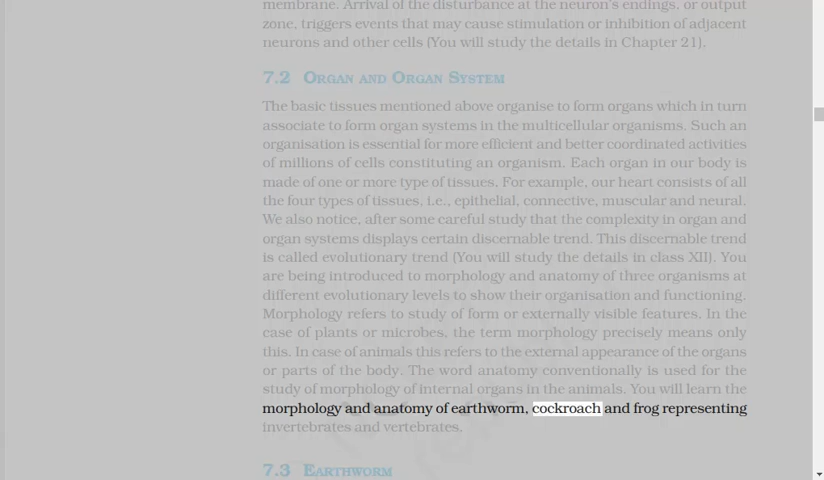 membrane. Arrival of the disturbance at the neuron's endings, or output
zone, triggers events that may cause stimulation or inhibition of adjacent
neurons and other cells (You will study the details in Chapter 21).
7.2 ORGAN AND ORGAN SYSTEM
The basic tissues mentioned above organise to form organs which in turn
associate to form organ systems in the multicellular organisms. Such an
organisation is essential for more efficient and better coordinated activities
of millions of cells constituting an organism. Each organ in our body is
made of one or more type of tissues. For example, our heart consists of all
the four types of tissues, i.e., epithelial, connective, muscular and neural.
We also notice, after some careful study that the complexity in organ and
organ systems displays certain discernable trend. This discernable trend
is called evolutionary trend (You will study the details in class XII). You
are being introduced to morphology and anatomy of three organisms at
different evolutionary levels to show their organisation and functioning.
Morphology refers to study of form or externally visible features. In the
case of plants or microbes, the term morphology precisely means only
this. In case of animals this refers to the external appearance of the organs
or parts of the body. The word anatomy conventionally is used for the
study of morphology of internal organs in the animals. You will learn the
morphology and anatomy of earthworm, cockroach and frog representing
invertebrates and vertebrates.
7.3 EARTHWORM